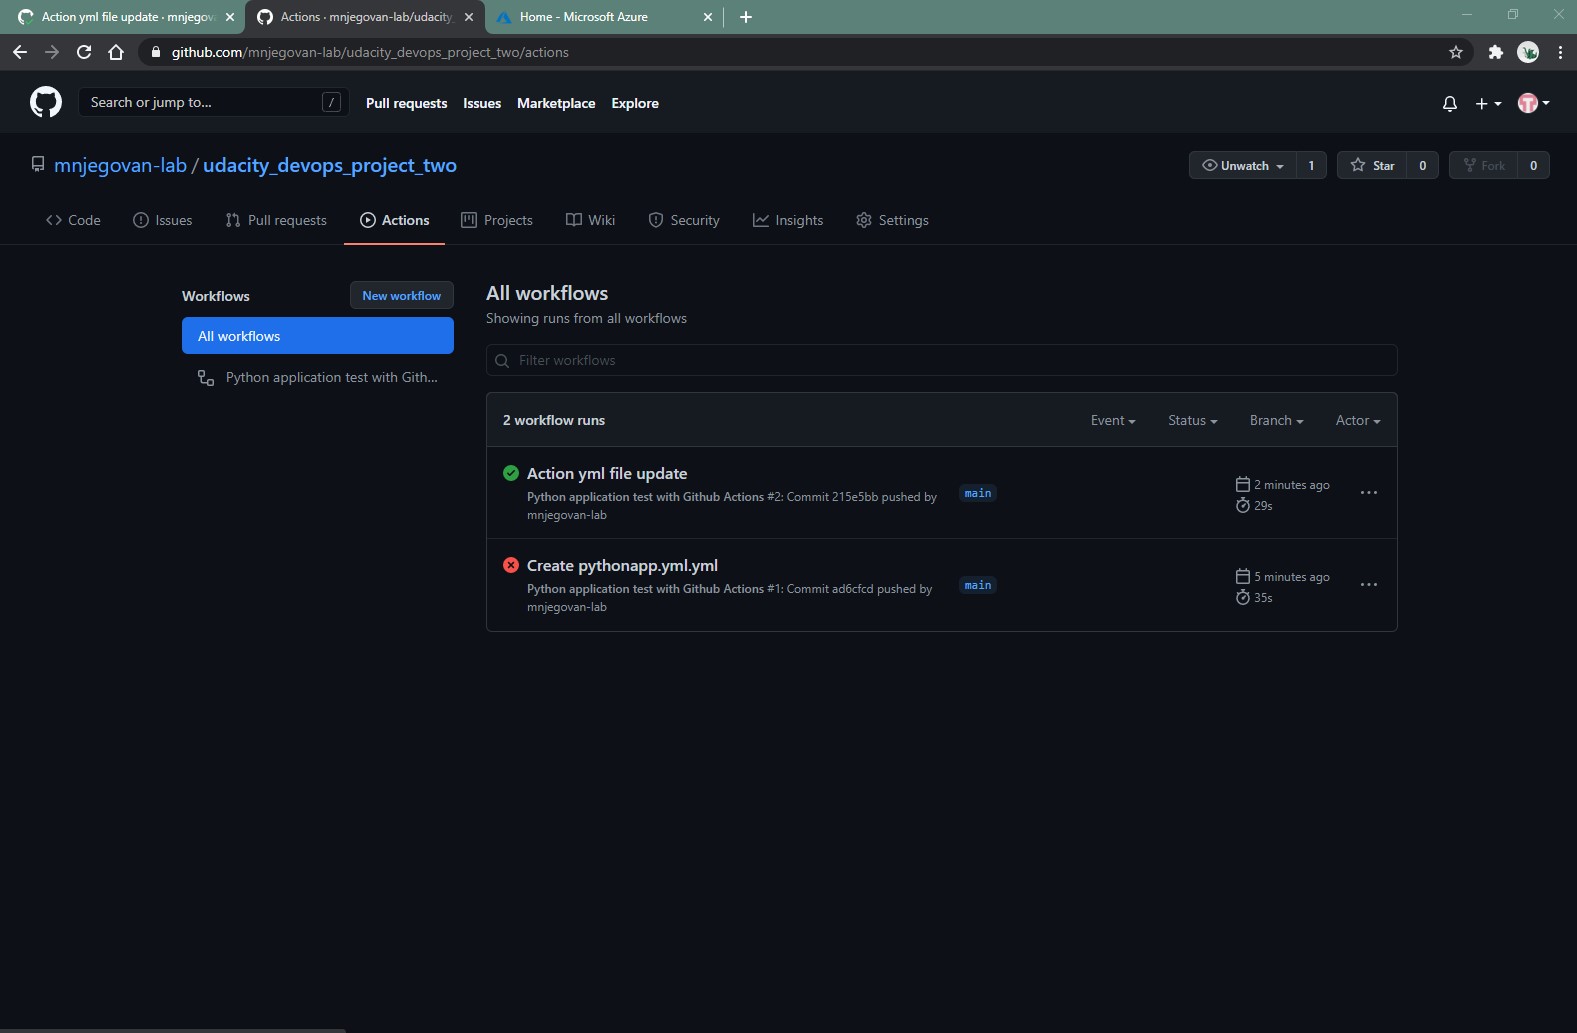 Action yml file update · mnjegova
Actions · mnjegovan-lab/udacity_
Home - Microsoft Azure
github.com/mnjegovan-lab/udacity_devops_project_two/actions
Search or jump to...
/
Pull requests
Issues
Marketplace
Explore
mnjegovan-lab / udacity_devops_project_two
Unwatch
1
Star
0
Fork
0
Code
Issues
Pull requests
Actions
Projects
Wiki
Security
Insights
Settings
Workflows
New workflow
All workflows
Python application test with Gith...
All workflows
Showing runs from all workflows
Filter workflows
2 workflow runs
Event
Status
Branch
Actor
Action yml file update
Python application test with Github Actions #2: Commit 215e5bb pushed by
mnjegovan-lab
main
2 minutes ago
29s
Create pythonapp.yml.yml
Python application test with Github Actions #1: Commit ad6cfcd pushed by
mnjegovan-lab
main
5 minutes ago
35s